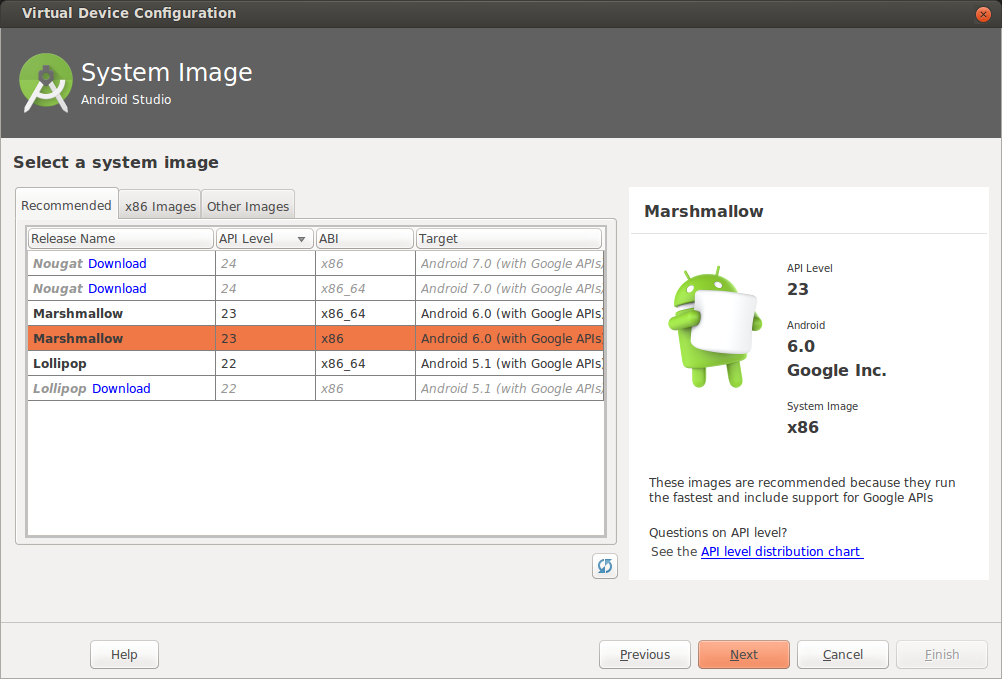 Virtual Device Configuration
System Image
Android Studio
Select a system image
Recommended x86 Images Other Images
Release Name API Level ABI Target
Nougat Download 24 x86 Android 7.0 (with Google APIs)
Nougat Download 24 x86_64 Android 7.0 (with Google APIs)
Marshmallow 23 x86_64 Android 6.0 (with Google APIs)
Marshmallow 23 x86 Android 6.0 (with Google APIs)
Lollipop 22 x86_64 Android 5.1 (with Google APIs)
Lollipop Download 22 x86 Android 5.1 (with Google APIs)
Marshmallow
API Level
23
Android
6.0
Google Inc.
System Image
x86
These images are recommended because they run
the fastest and include support for Google APIs
Questions on API level?
See the API level distribution chart
Help Previous Next Cancel Finish